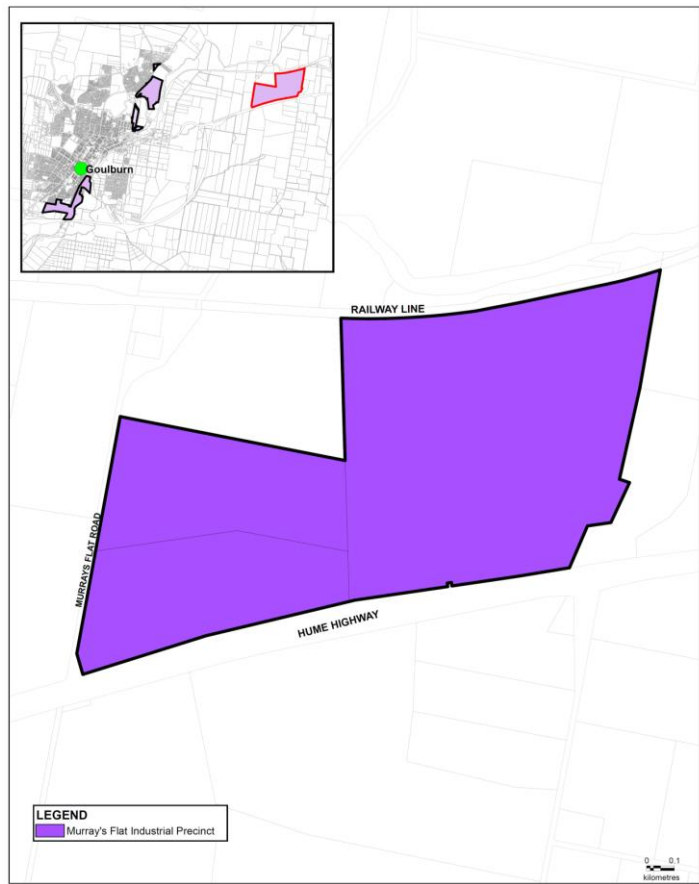 Goulburn
RAILWAY LINE
MURRAYS FLAT ROAD
HUME HIGHWAY
LEGEND
Murray's Flat Industrial Precinct
0 0.1
kilometres